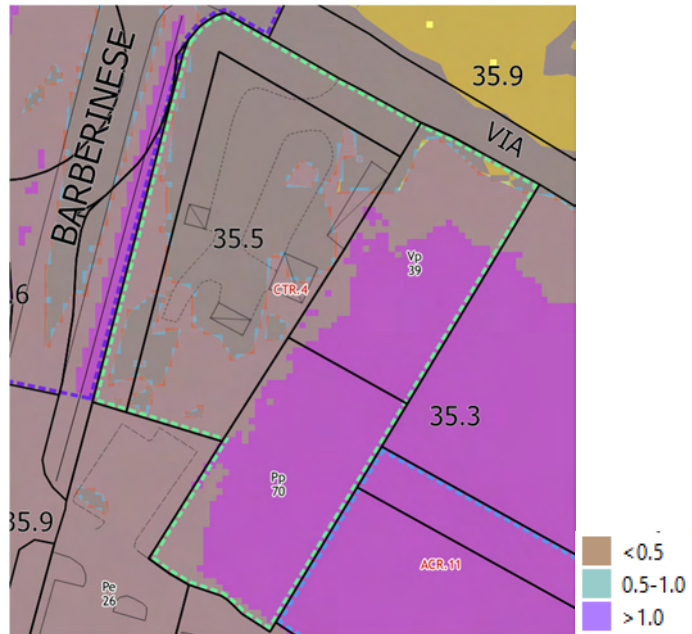 BARBERINESE
35.9
VIA
35.5
Vp
39
CTR.4
.6
35.3
Pp
70
35.9
ACR.11
Pe
26
<0.5
0.5-1.0
>1.0